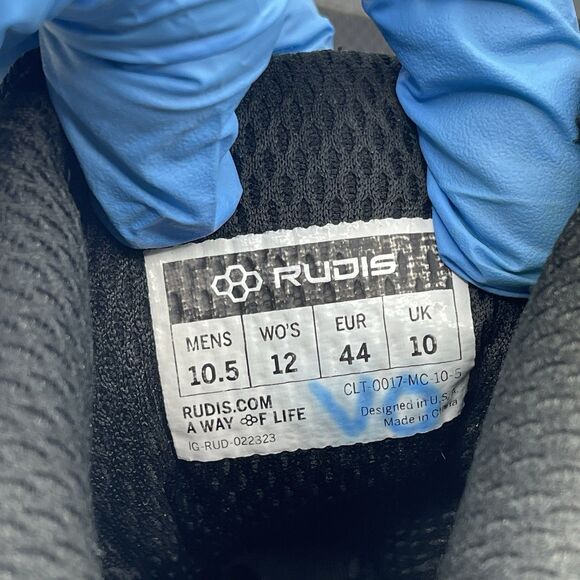 RUDIS
MENS WO'S EUR UK
10.5 12 44 10
CLT-0017-MC-10-5
RUDIS.COM
A WAY OF LIFE
Designed in U.S.A.
Made in China
IG-RUD-022323